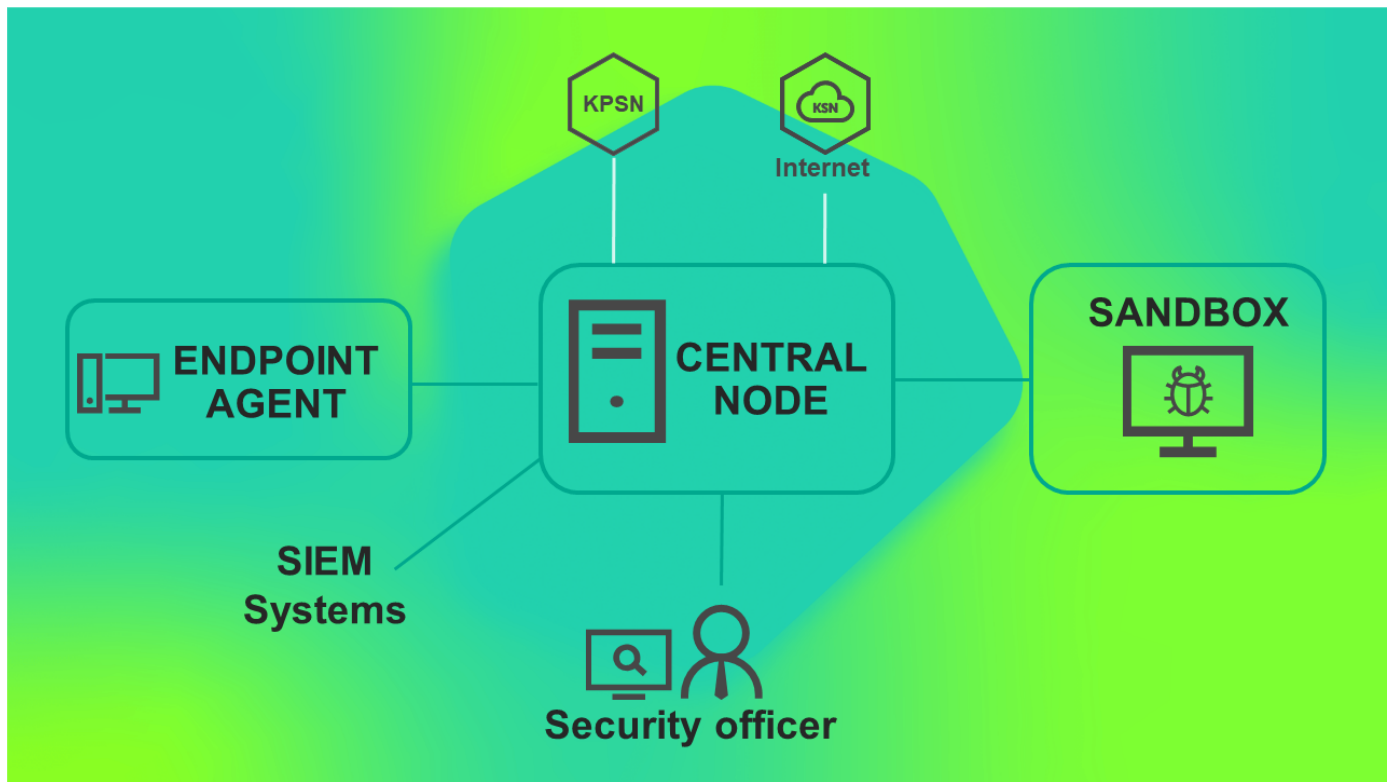 KPSN
KSN
Internet
ENDPOINT
AGENT
CENTRAL
NODE
SANDBOX
SIEM
Systems
Security officer